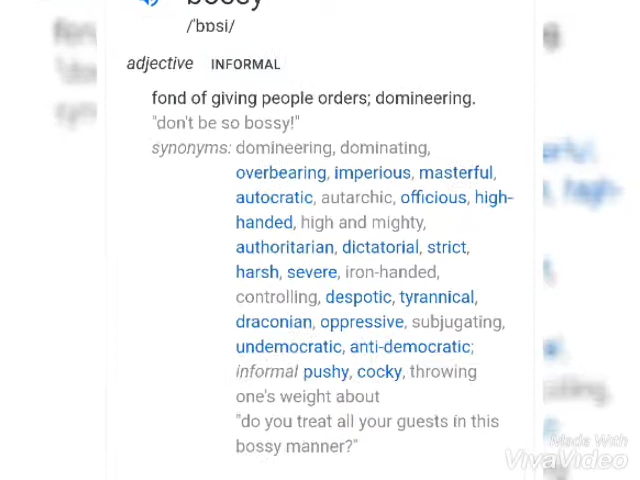 bossy
/ˈbɒsi/
adjective INFORMAL
fond of giving people orders; domineering.
"don't be so bossy!"
synonyms: domineering, dominating,
overbearing, imperious, masterful,
autocratic, autarchic, officious, high-
handed, high and mighty,
authoritarian, dictatorial, strict,
harsh, severe, iron-handed,
controlling, despotic, tyrannical,
draconian, oppressive, subjugating,
undemocratic, anti-democratic;
informal pushy, cocky, throwing
one's weight about
"do you treat all your guests in this
bossy manner?"
Made With
VivaVideo